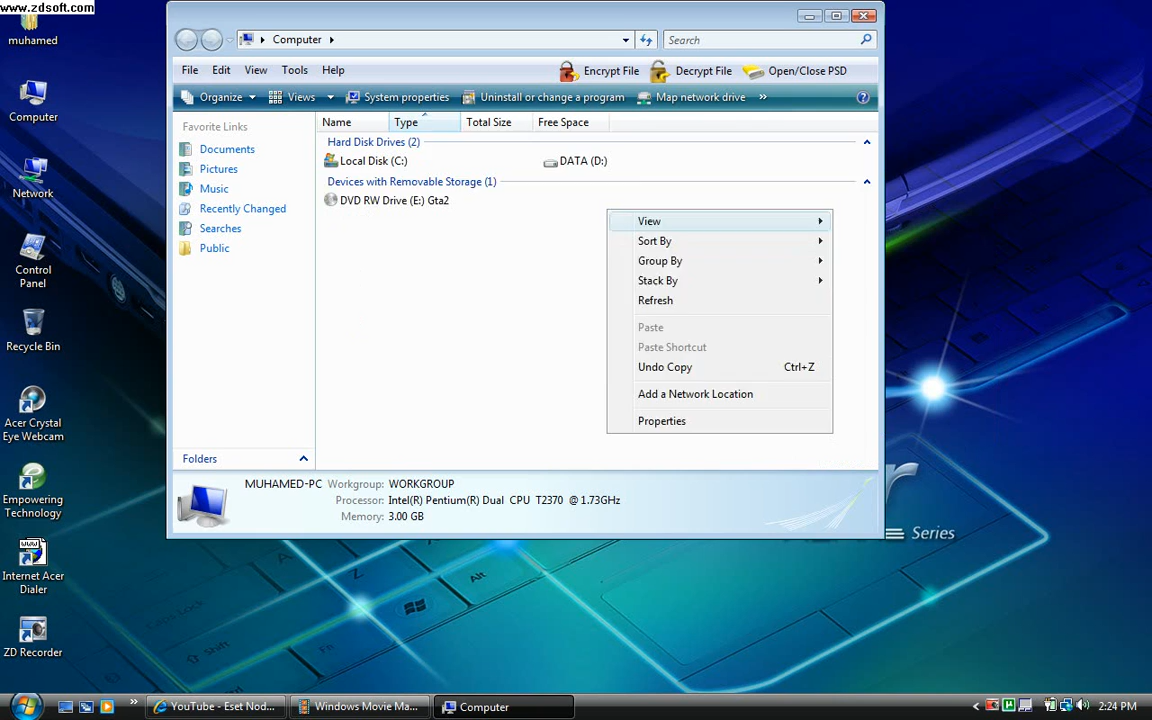 www.zdsoft.com
muhamed
Computer
Network
Control
Panel
Recycle Bin
Acer Crystal
Eye Webcam
Empowering
Technology
Internet Acer
Dialer
ZD Recorder
Computer
Search
File Edit View Tools Help Encrypt File Decrypt File Open/Close PSD
Organize Views System properties Uninstall or change a program Map network drive »
Favorite Links
Documents
Pictures
Music
Recently Changed
Searches
Public
Folders
Name Type Total Size Free Space
Hard Disk Drives (2)
Local Disk (C:) DATA (D:)
Devices with Removable Storage (1)
DVD RW Drive (E:) Gta2
View
Sort By
Group By
Stack By
Refresh
Paste
Paste Shortcut
Undo Copy Ctrl+Z
Add a Network Location
Properties
MUHAMED-PC Workgroup: WORKGROUP
Processor: Intel(R) Pentium(R) Dual CPU T2370 @ 1.73GHz
Memory: 3.00 GB
Series
Alt
Z
Shift
Fn
YouTube - Eset Nod... Windows Movie Ma... Computer 2:24 PM